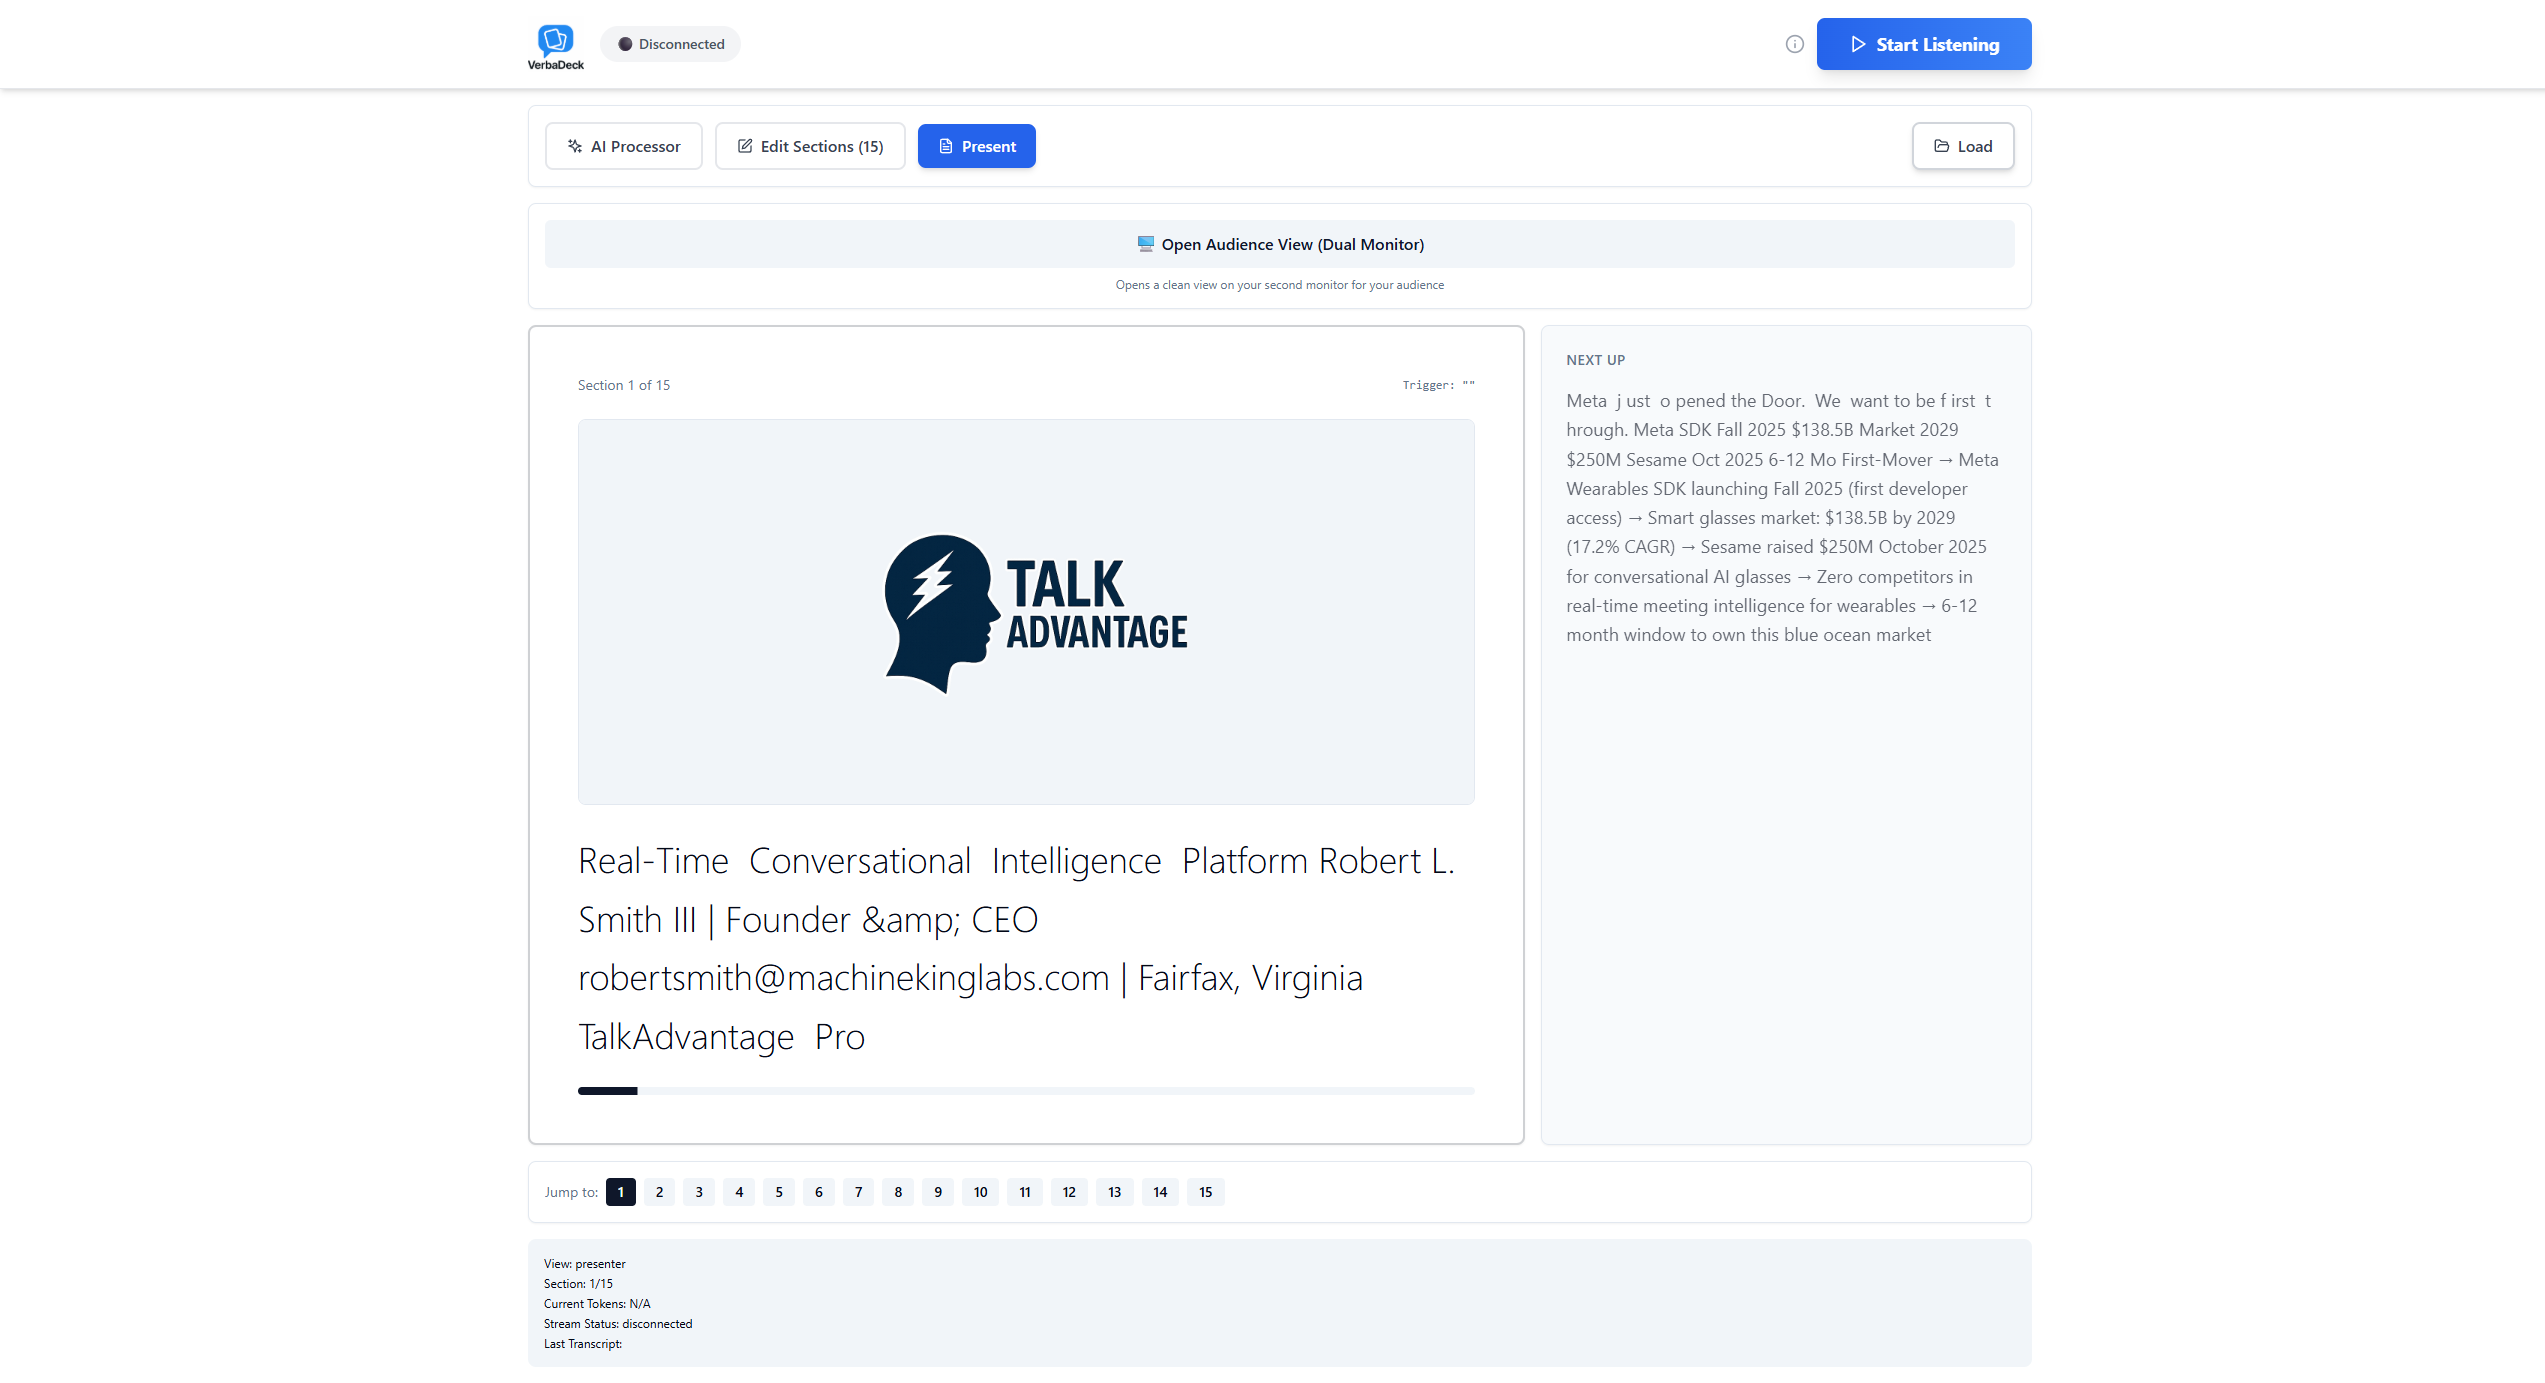 VerbaDeck
Disconnected
Start Listening
AI Processor
Edit Sections (15)
Present
Load
Open Audience View (Dual Monitor)
Opens a clean view on your second monitor for your audience
Section 1 of 15
Trigger: ""
TALK
ADVANTAGE
Real-Time  Conversational  Intelligence  Platform Robert L.
Smith III | Founder &amp;amp; CEO
robertsmith@machinekinglabs.com | Fairfax, Virginia
TalkAdvantage  Pro
NEXT UP
Meta  j ust  o pened the Door.  We  want to be f irst  t
hrough. Meta SDK Fall 2025 $138.5B Market 2029
$250M Sesame Oct 2025 6-12 Mo First-Mover → Meta
Wearables SDK launching Fall 2025 (first developer
access) → Smart glasses market: $138.5B by 2029
(17.2% CAGR) → Sesame raised $250M October 2025
for conversational AI glasses → Zero competitors in
real-time meeting intelligence for wearables → 6-12
month window to own this blue ocean market
Jump to: 1 2 3 4 5 6 7 8 9 10 11 12 13 14 15
View: presenter
Section: 1/15
Current Tokens: N/A
Stream Status: disconnected
Last Transcript: